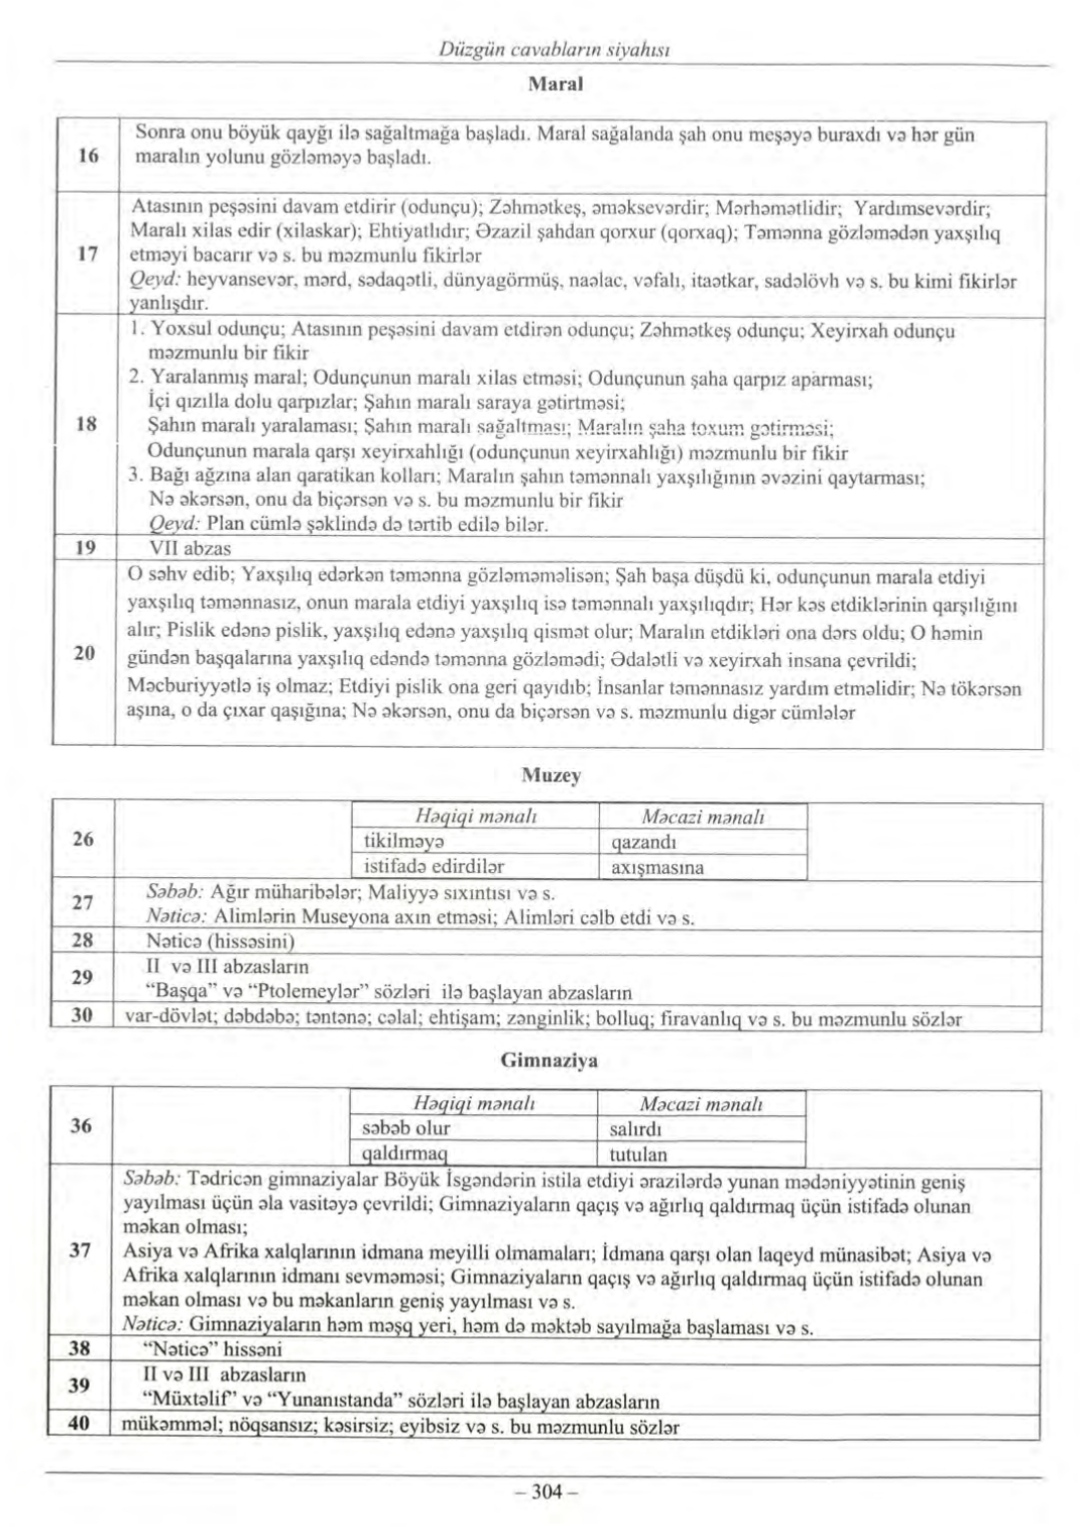 Düzgün cavabların siyahısı
Maral
16
Sonra onu böyük qayğı ilə sağaltmağa başladı. Maral sağalanda şah onu meşəyə buraxdı və hər gün
maralın yolunu gözləməyə başladı.
17
Atasının peşəsini davam etdirir (odunçu); Zəhmətkeş, əməksevərdir; Mərhəmətlidir; Yardımsevərdir;
Maralı xilas edir (xilaskar); Ehtiyatlıdır; Əzazil şahdan qorxur (qorxaq); Təmənna gözləmədən yaxşılıq
etməyi bacarır və s. bu məzmunlu fikirlər
Qeyd: heyvansevər, mərd, sədaqətli, dünyagörmüş, naəlac, vəfalı, itaətkar, sadəlövh və s. bu kimi fikirlər
yanlışdır.
18
1. Yoxsul odunçu; Atasının peşəsini davam etdirən odunçu; Zəhmətkeş odunçu; Xeyirxah odunçu
məzmunlu bir fikir
2. Yaralanmış maral; Odunçunun maralı xilas etməsi; Odunçunun şaha qarpız aparması;
İçi qızılla dolu qarpızlar; Şahın maralı saraya gətirtməsi;
Şahın maralı yaralaması; Şahın maralı sağaltması; Maralın şaha toxum gətirməsi;
Odunçunun marala qarşı xeyirxahlığı (odunçunun xeyirxahlığı) məzmunlu bir fikir
3. Bağı ağzına alan qaratikan kolları; Maralın şahın təmənnalı yaxşılığının əvəzini qaytarması;
Nə əkərsən, onu da biçərsən və s. bu məzmunlu bir fikir
Qeyd: Plan cümlə şəklində də tərtib edilə bilər.
19
VII abzas
20
O səhv edib; Yaxşılıq edərkən təmənna gözləməməlisən; Şah başa düşdü ki, odunçunun marala etdiyi
yaxşılıq təmənnasız, onun marala etdiyi yaxşılıq isə təmənnalı yaxşılıqdır; Hər kəs etdiklərinin qarşılığını
alır; Pislik edənə pislik, yaxşılıq edənə yaxşılıq qismət olur; Maralın etdikləri ona dərs oldu; O həmin
gündən başqalarına yaxşılıq edəndə təmənna gözləmədi; Ədalətli və xeyirxah insana çevrildi;
Məcburiyyətlə iş olmaz; Etdiyi pislik ona geri qayıdıb; İnsanlar təmənnasız yardım etməlidir; Nə tökərsən
aşına, o da çıxar qaşığına; Nə əkərsən, onu da biçərsən və s. məzmunlu digər cümlələr
Muzey
26
Həqiqi mənalı Məcazi mənalı
tikilməyə qazandı
istifadə edirdilər axışmasına
27
Səbəb: Ağır müharibələr; Maliyyə sıxıntısı və s.
Nəticə: Alimlərin Museyona axın etməsi; Alimləri cəlb etdi və s.
28
Nəticə (hissəsini)
29
II və III abzasların
“Başqa” və “Ptolemeylər” sözləri ilə başlayan abzasların
30
var-dövlət; dəbdəbə; təntənə; cəlal; ehtişam; zənginlik; bolluq; firavanlıq və s. bu məzmunlu sözlər
Gimnaziya
36
Həqiqi mənalı Məcazi mənalı
səbəb olur salırdı
qaldırmaq tutulan
37
Səbəb: Tədricən gimnaziyalar Böyük İsgəndərin istila etdiyi ərazilərdə yunan mədəniyyətinin geniş
yayılması üçün əla vasitəyə çevrildi; Gimnaziyaların qaçış və ağırlıq qaldırmaq üçün istifadə olunan
məkan olması;
Asiya və Afrika xalqlarının idmana meyilli olmamaları; İdmana qarşı olan laqeyd münasibət; Asiya və
Afrika xalqlarının idmanı sevməməsi; Gimnaziyaların qaçış və ağırlıq qaldırmaq üçün istifadə olunan
məkan olması və bu məkanların geniş yayılması və s.
Nəticə: Gimnaziyaların həm məşq yeri, həm də məktəb sayılmağa başlaması və s.
38
“Nəticə” hissəni
39
II və III abzasların
“Müxtəlif” və “Yunanıstanda” sözləri ilə başlayan abzasların
40
mükəmməl; nöqsansız; kəsirsiz; eyibsiz və s. bu məzmunlu sözlər
– 304 –